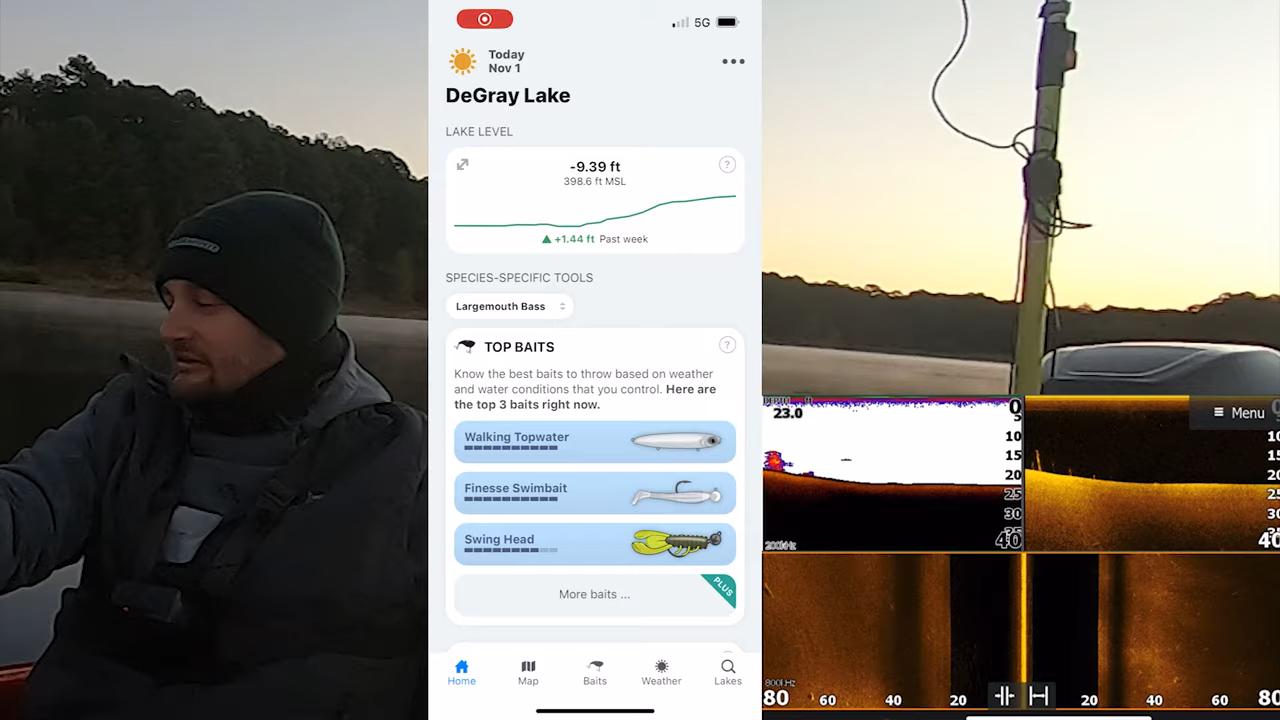 5G
Today
Nov 1
DeGray Lake
LAKE LEVEL
-9.39 ft
?
398.6 ft MSL
+1.44 ft Past week
SPECIES-SPECIFIC TOOLS
Largemouth Bass
TOP BAITS
?
Know the best baits to throw based on weather
and water conditions that you control. Here are
the top 3 baits right now.
Walking Topwater
Finesse Swimbait
Swing Head
More baits ...
PLUS
Home
Map
Baits
Weather
Lakes
23.0
0
5
10
15
20
25
30
40
200kHz
Menu
10
15
20
25
30
40
800kHz
80 60 40 20 20 40 60 80